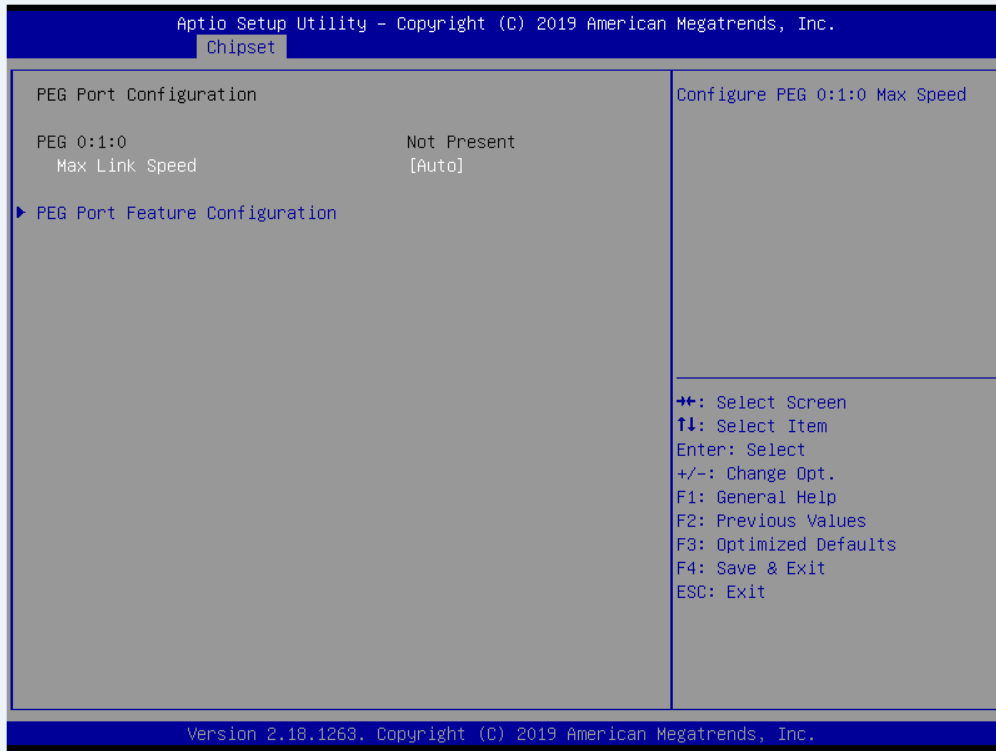 Aptio Setup Utility – Copyright (C) 2019 American Megatrends, Inc.
Chipset
PEG Port Configuration
PEG 0:1:0 Not Present
Max Link Speed [Auto]
PEG Port Feature Configuration
Configure PEG 0:1:0 Max Speed
→←: Select Screen
↑↓: Select Item
Enter: Select
+/-: Change Opt.
F1: General Help
F2: Previous Values
F3: Optimized Defaults
F4: Save & Exit
ESC: Exit
Version 2.18.1263. Copyright (C) 2019 American Megatrends, Inc.